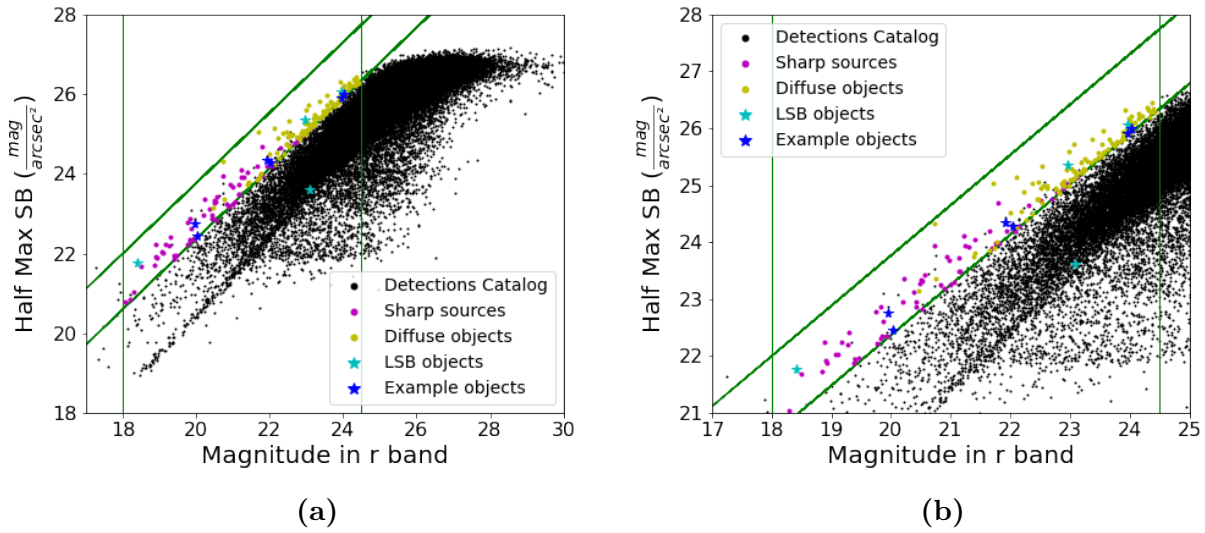 28
26
24
22
20
18
Half Max SB (mag/arcsec²)
18 20 22 24 26 28 30
Magnitude in r band
Detections Catalog
Sharp sources
Diffuse objects
LSB objects
Example objects
(a)
28
27
26
25
24
23
22
21
Half Max SB (mag/arcsec²)
17 18 19 20 21 22 23 24 25
Magnitude in r band
Detections Catalog
Sharp sources
Diffuse objects
LSB objects
Example objects
(b)